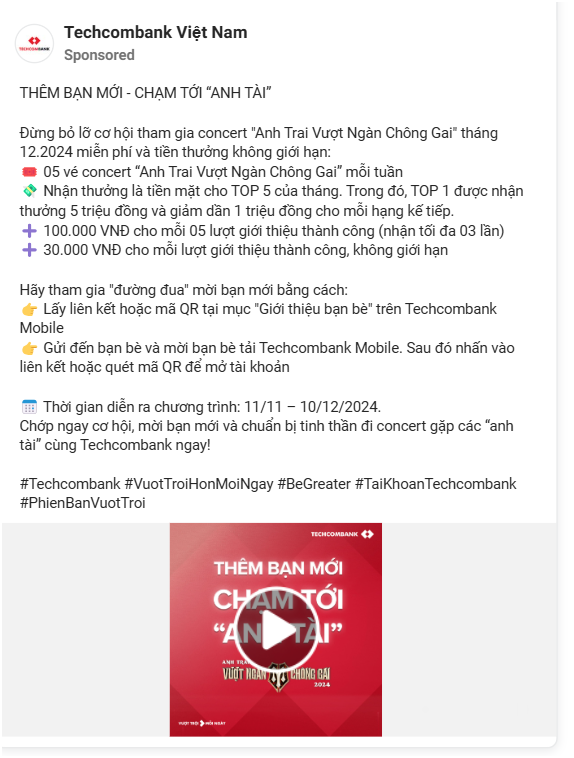 TECHCOMBANK
Techcombank Việt Nam
Sponsored
THÊM BẠN MỚI - CHẠM TỚI “ANH TÀI”
Đừng bỏ lỡ cơ hội tham gia concert "Anh Trai Vượt Ngàn Chông Gai" tháng
12.2024 miễn phí và tiền thưởng không giới hạn:
🎟️ 05 vé concert “Anh Trai Vượt Ngàn Chông Gai” mỗi tuần
💸 Nhận thưởng là tiền mặt cho TOP 5 của tháng. Trong đó, TOP 1 được nhận
thưởng 5 triệu đồng và giảm dần 1 triệu đồng cho mỗi hạng kế tiếp.
➕ 100.000 VNĐ cho mỗi 05 lượt giới thiệu thành công (nhận tối đa 03 lần)
➕ 30.000 VNĐ cho mỗi lượt giới thiệu thành công, không giới hạn
Hãy tham gia "đường đua" mời bạn mới bằng cách:
👉 Lấy liên kết hoặc mã QR tại mục "Giới thiệu bạn bè" trên Techcombank
Mobile
👉 Gửi đến bạn bè và mời bạn bè tải Techcombank Mobile. Sau đó nhấn vào
liên kết hoặc quét mã QR để mở tài khoản
🗓️ Thời gian diễn ra chương trình: 11/11 – 10/12/2024.
Chớp ngay cơ hội, mời bạn mới và chuẩn bị tinh thần đi concert gặp các “anh
tài” cùng Techcombank ngay!
#Techcombank #VuotTroiHonMoiNgay #BeGreater #TaiKhoanTechcombank
#PhienBanVuotTroi
TECHCOMBANK
THÊM BẠN MỚI
CHẠM TỚI
“ANH TÀI”
ANH TRAI
VƯỢT NGÀN CHÔNG GAI
2024
VƯỢT TRỘI MỖI NGÀY